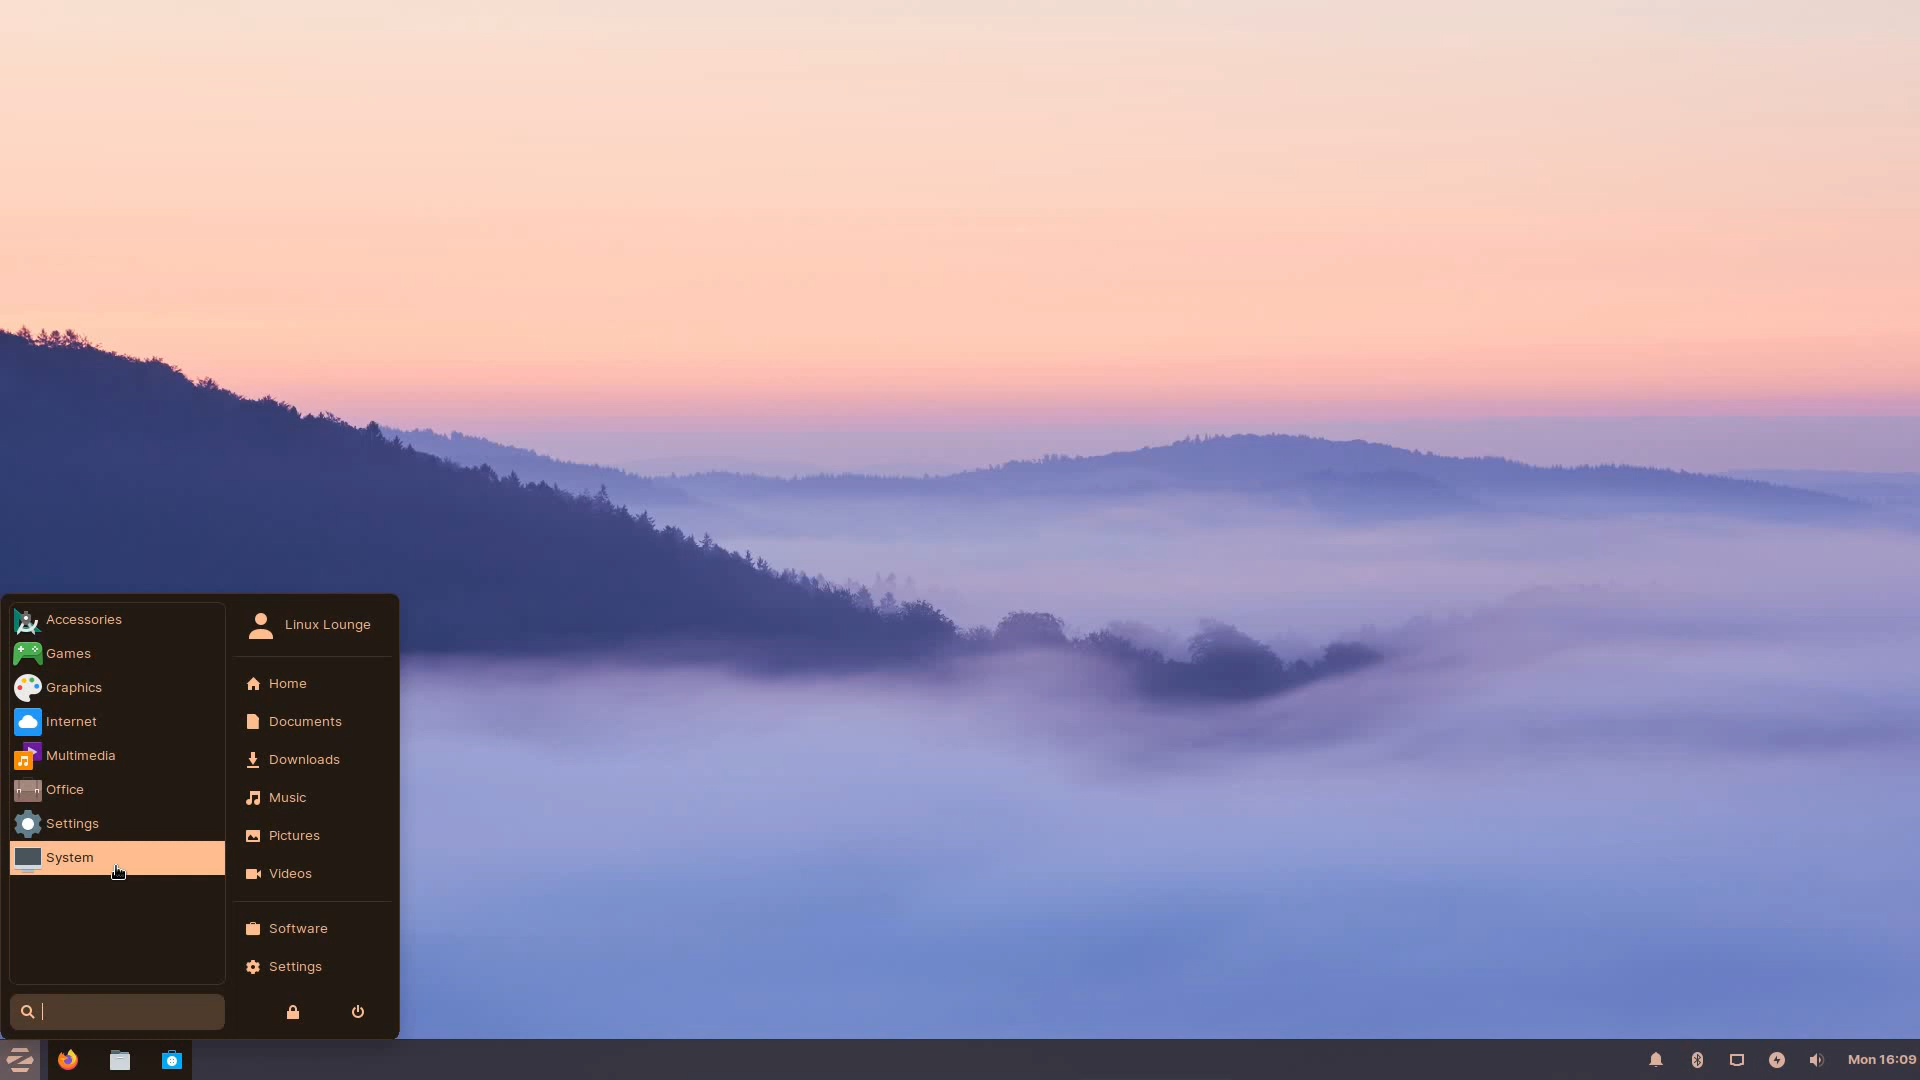 Accessories
Games
Graphics
Internet
Multimedia
Office
Settings
System
Linux Lounge
Home
Documents
Downloads
Music
Pictures
Videos
Software
Settings
Mon 16:09